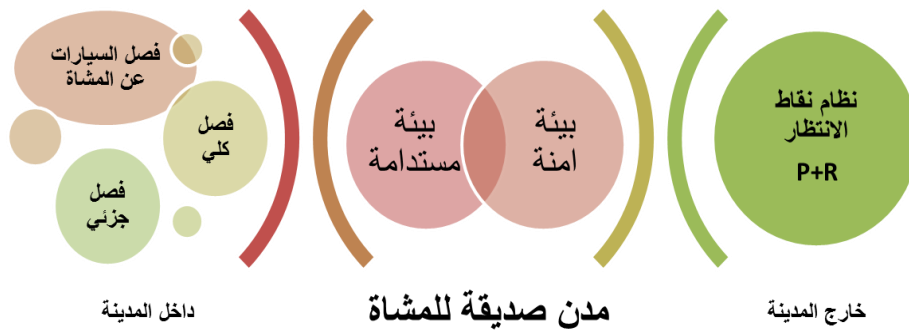 نظام نقاط
الانتظار
P+R
خارج المدينة
بيئة
امنة
بيئة
مستدامة
مدن صديقة للمشاة
فصل السيارات
عن المشاة
فصل
كلي
فصل
جزئي
داخل المدينة